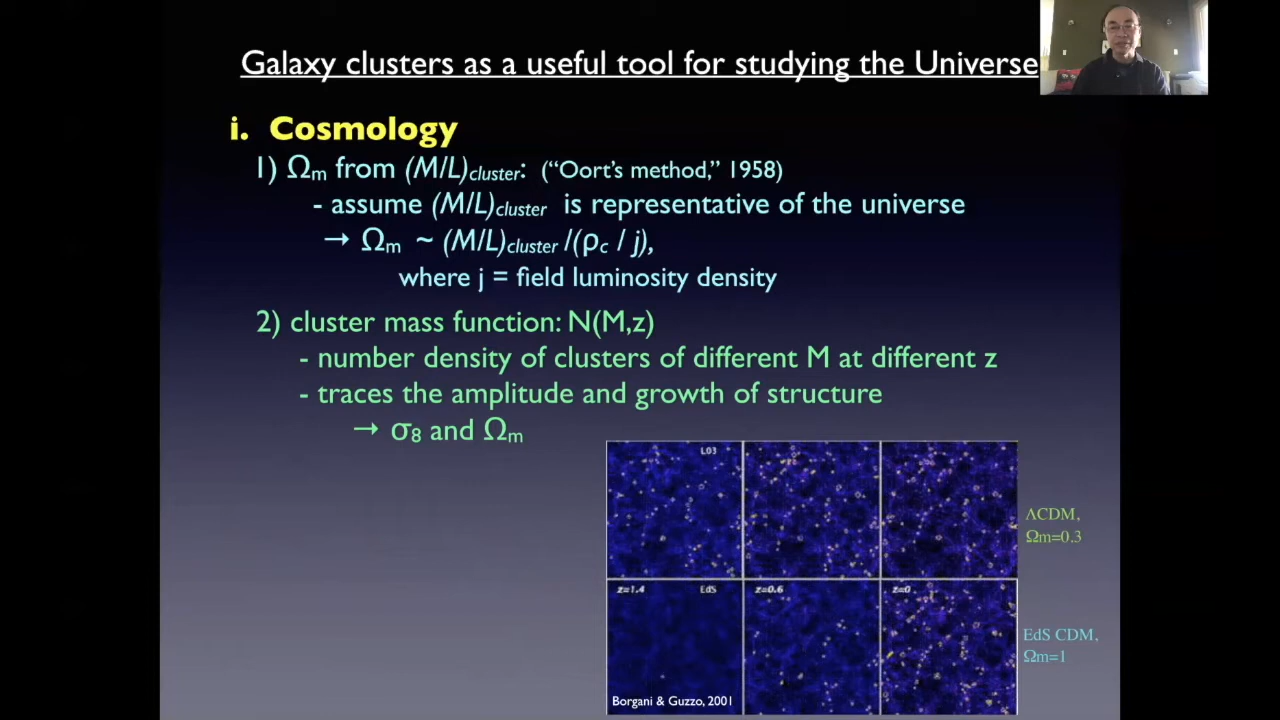 Galaxy clusters as a useful tool for studying the Universe
i. Cosmology
1) Ωm from (M/L)cluster: (“Oort’s method,” 1958)
- assume (M/L)cluster is representative of the universe
→ Ωm ~ (M/L)cluster /(ρc / j),
where j = field luminosity density
2) cluster mass function: N(M,z)
- number density of clusters of different M at different z
- traces the amplitude and growth of structure
→ σ8 and Ωm
L03
ΛCDM,
Ωm=0.3
z=1.4 EdS z=0.6 z=0
EdS CDM,
Ωm=1
Borgani & Guzzo, 2001